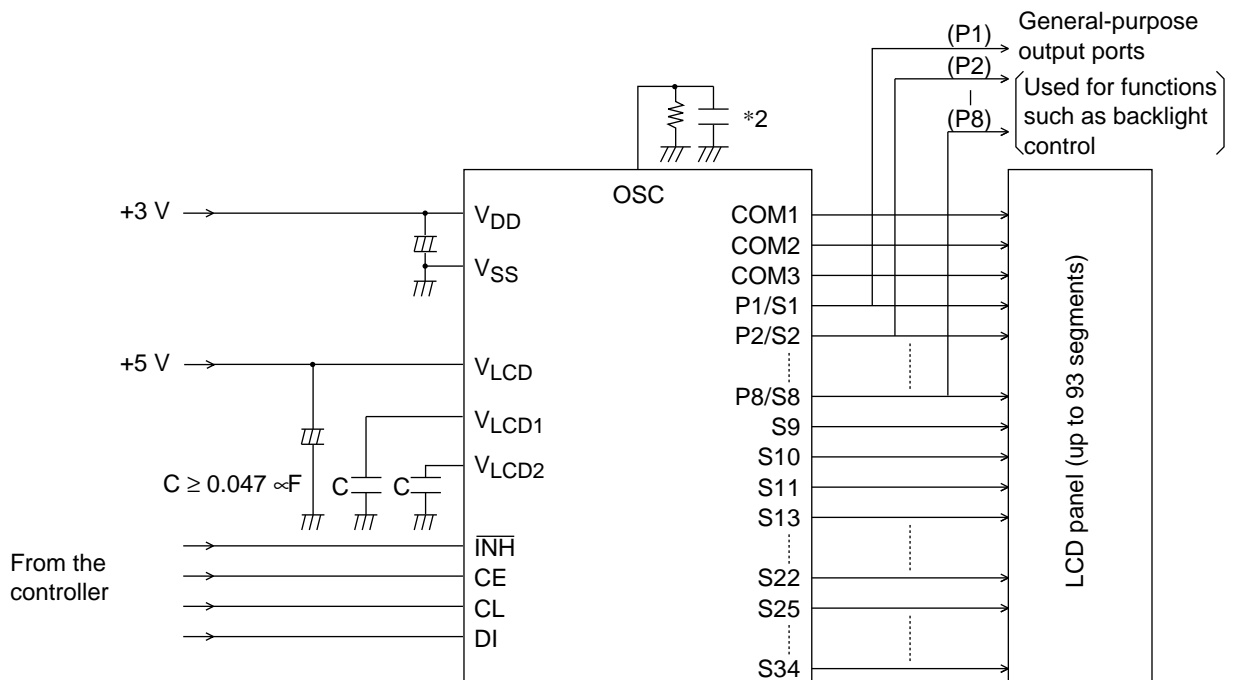 (P1)
General-purpose
output ports
(P2)
(P8)
Used for functions
such as backlight
control
*2
OSC
+3 V
VDD
VSS
+5 V
VLCD
VLCD1
VLCD2
C ≥ 0.047 ∝F
C
C
From the
controller
INH
CE
CL
DI
COM1
COM2
COM3
P1/S1
P2/S2
P8/S8
S9
S10
S11
S13
S22
S25
S34
LCD panel (up to 93 segments)